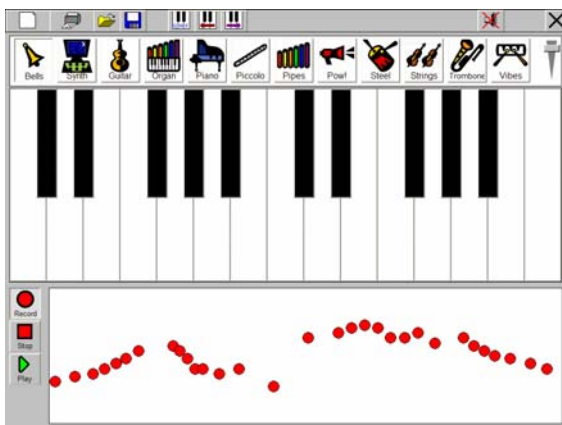 Bells Synth Guitar Organ Piano Piccolo Pipes Pow! Steel Strings Trombone Vibes
Record
Stop
Play